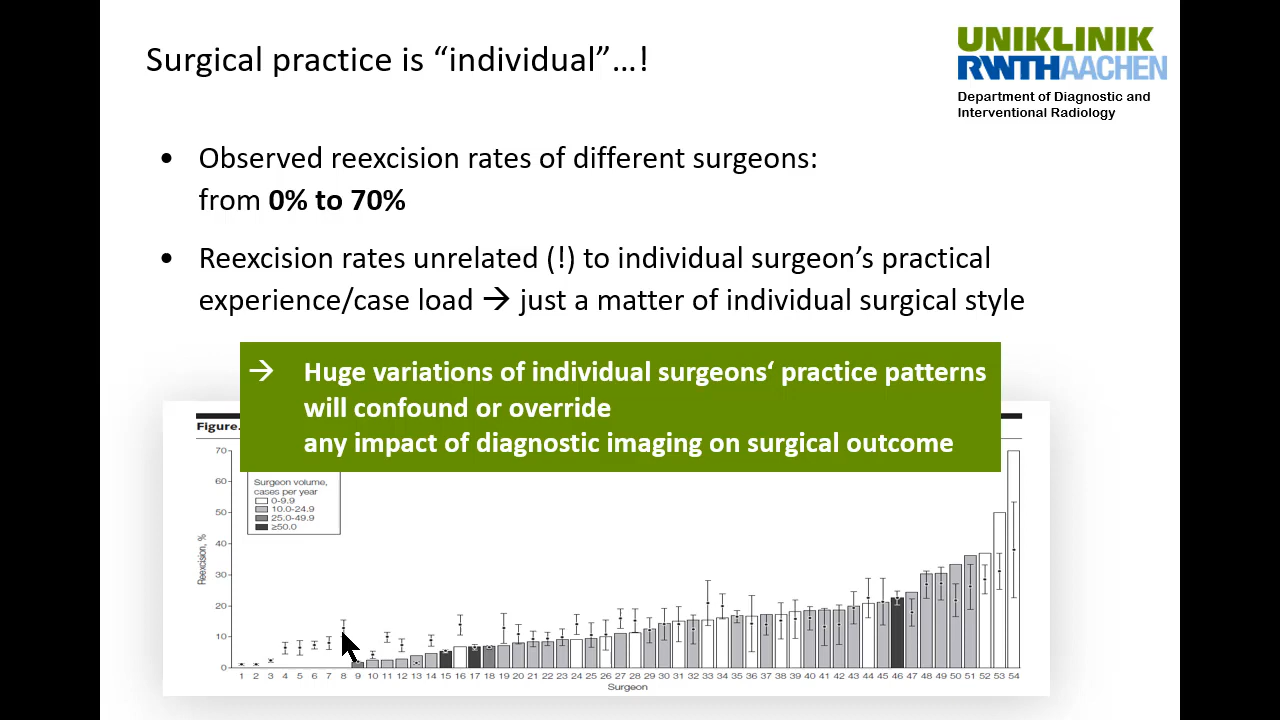 Surgical practice is “individual”…!
UNIKLINIK
RWTHAACHEN
Department of Diagnostic and
Interventional Radiology
• Observed reexcision rates of different surgeons:
from 0% to 70%
• Reexcision rates unrelated (!) to individual surgeon’s practical
experience/case load → just a matter of individual surgical style
→ Huge variations of individual surgeons‘ practice patterns
will confound or override
any impact of diagnostic imaging on surgical outcome
Figure.
70
60
50
40
30
20
10
0
Reexcision, %
Surgeon volume,
cases per year
0-9.9
10.0-24.9
25.0-49.9
≥50.0
1 2 3 4 5 6 7 8 9 10 11 12 13 14 15 16 17 18 19 20 21 22 23 24 25 26 27 28 29 30 31 32 33 34 35 36 37 38 39 40 41 42 43 44 45 46 47 48 49 50 51 52 53 54
Surgeon